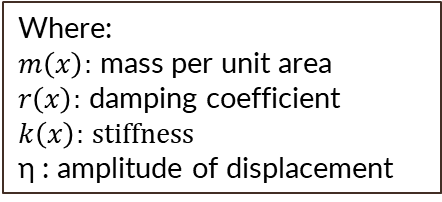 Where:
m(x): mass per unit area
r(x): damping coefficient
k(x): stiffness
η : amplitude of displacement